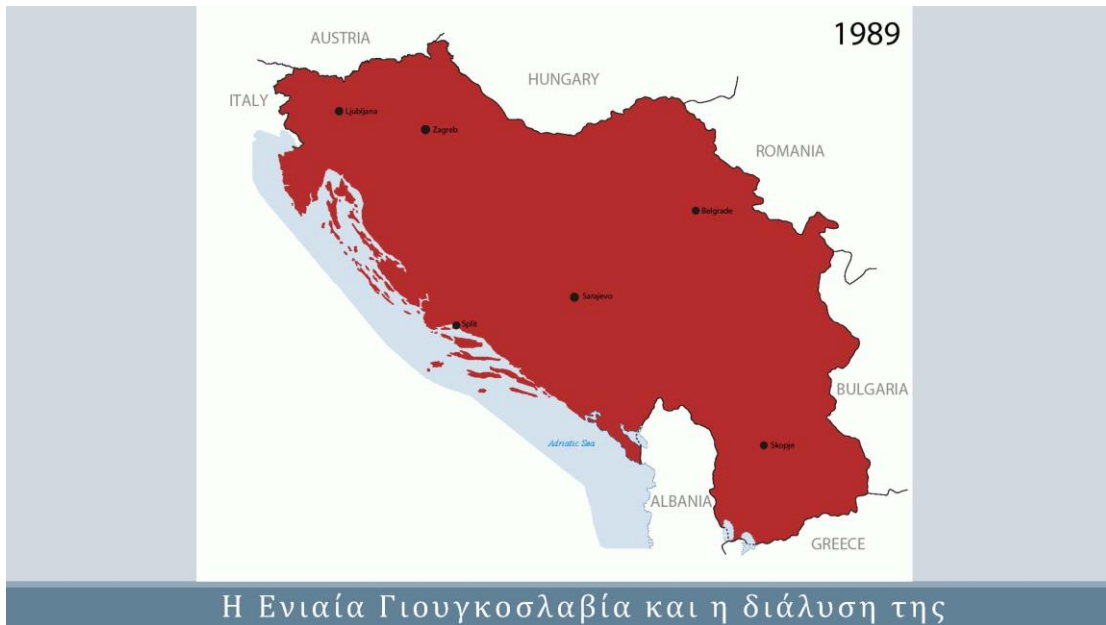 1989
AUSTRIA
HUNGARY
ITALY
Ljubljana
Zagreb
ROMANIA
Belgrade
Sarajevo
Split
BULGARIA
Adriatic Sea
Skopje
ALBANIA
GREECE
Η Ενιαία Γιουγκοσλαβία και η διάλυση της